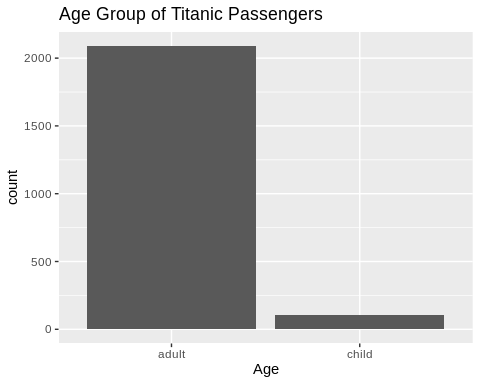 Age Group of Titanic Passengers
count
2000
1500
1000
500
0
adult
child
Age